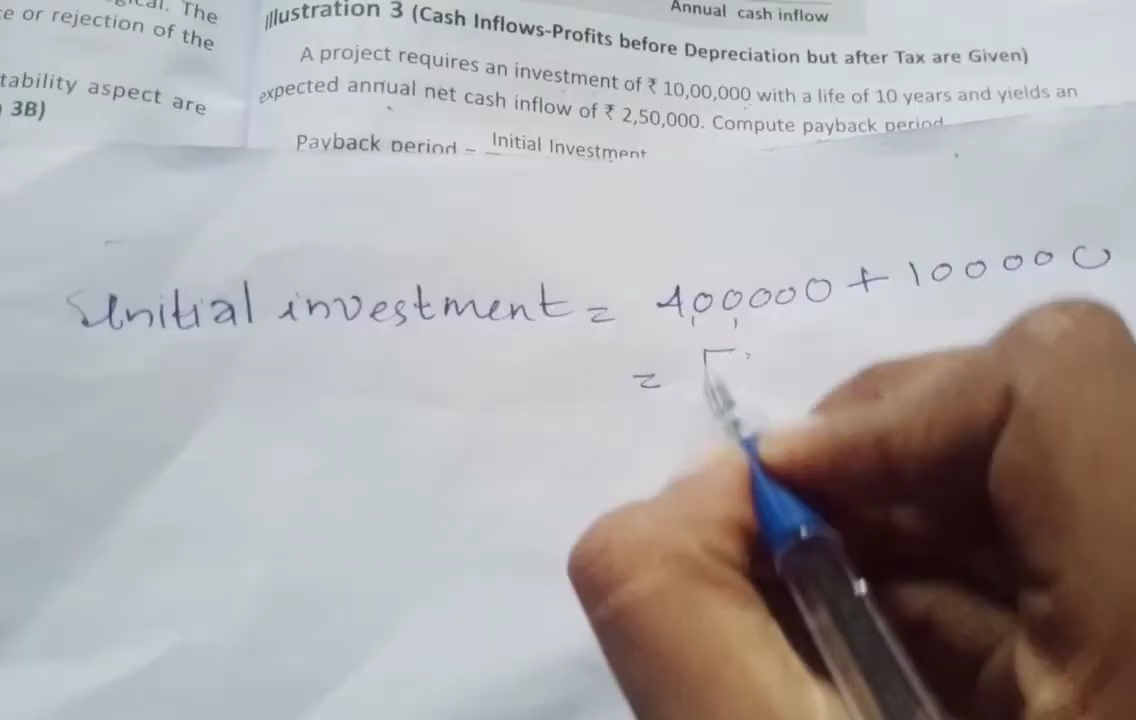 The
Annual cash inflow
e or rejection of the
Illustration 3 (Cash Inflows-Profits before Depreciation but after Tax are Given)
A project requires an investment of ₹ 10,00,000 with a life of 10 years and yields an
tability aspect are
expected annual net cash inflow of ₹ 2,50,000. Compute payback period
3B)
Payback period = Initial Investment
Initial investment = 400000 + 100000
=